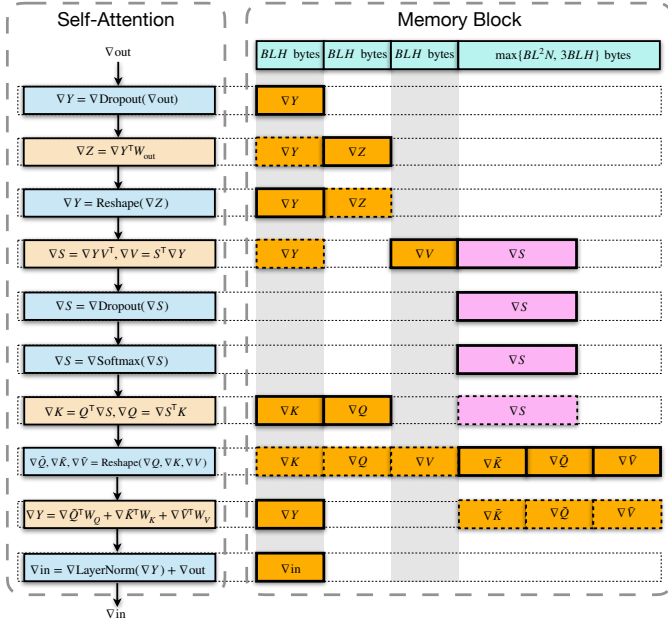 Self-Attention Memory Block
∇out
BLH bytes BLH bytes BLH bytes max{BL²N, 3BLH} bytes
∇Y = ∇Dropout(∇out) ∇Y
∇Z = ∇YᵀW_out ∇Y ∇Z
∇Y = Reshape(∇Z) ∇Y ∇Z
∇S = ∇YVᵀ, ∇V = Sᵀ∇Y ∇Y ∇V ∇S
∇S = ∇Dropout(∇S) ∇S
∇S = ∇Softmax(∇S) ∇S
∇K = Qᵀ∇S, ∇Q = ∇SᵀK ∇K ∇Q ∇S
∇Q̃, ∇K̃, ∇Ṽ = Reshape(∇Q, ∇K, ∇V) ∇K ∇Q ∇V ∇K̃ ∇Q̃ ∇Ṽ
∇Y = ∇Q̃ᵀW_Q + ∇K̃ᵀW_K + ∇ṼᵀW_V ∇Y ∇K̃ ∇Q̃ ∇Ṽ
∇in = ∇LayerNorm(∇Y) + ∇out ∇in
∇in